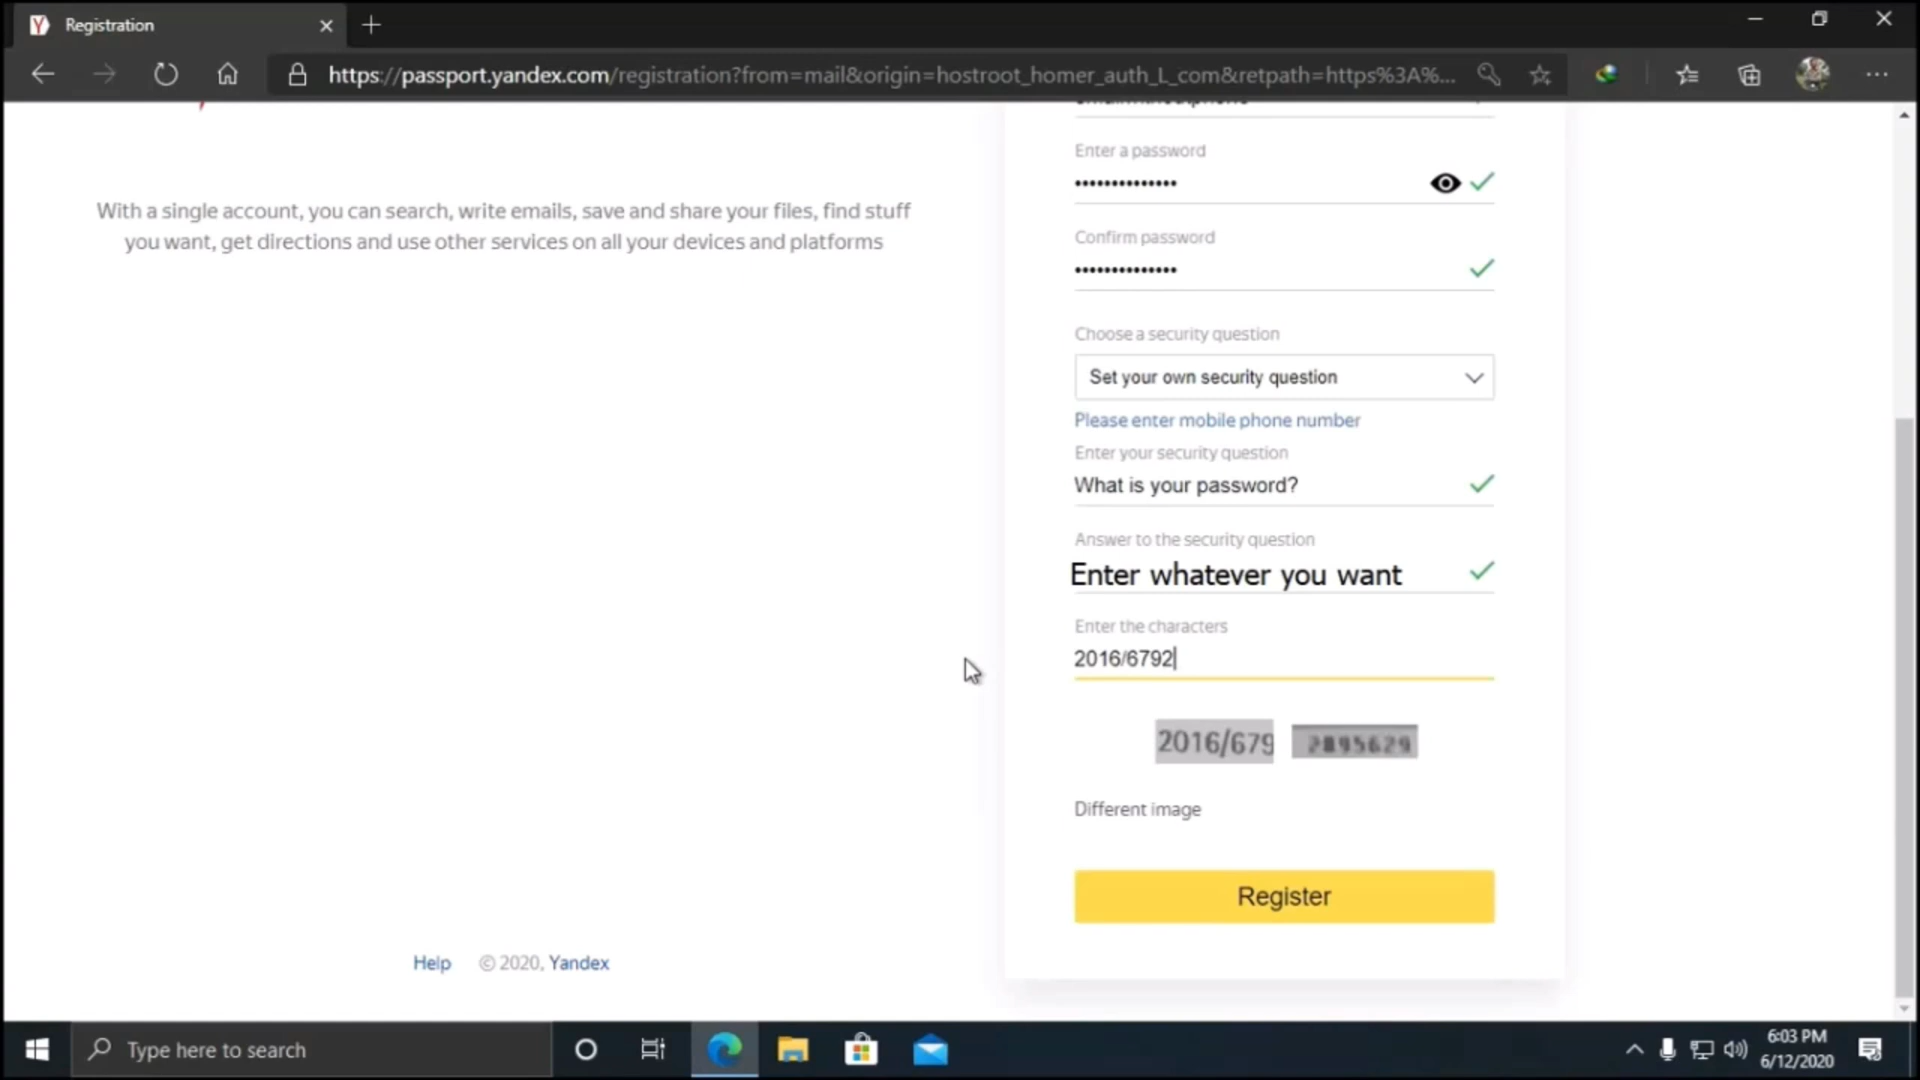 Registration
https://passport.yandex.com/registration?from=mail&origin=hostroot_homer_auth_L_com&retpath=https%3A%...
With a single account, you can search, write emails, save and share your files, find stuff
you want, get directions and use other services on all your devices and platforms
Enter a password
••••••••••••••
Confirm password
••••••••••••••
Choose a security question
Set your own security question
Please enter mobile phone number
Enter your security question
What is your password?
Answer to the security question
Enter whatever you want
Enter the characters
2016/6792
2016/679 2895629
Different image
Register
Help © 2020, Yandex
Type here to search
6:03 PM
6/12/2020